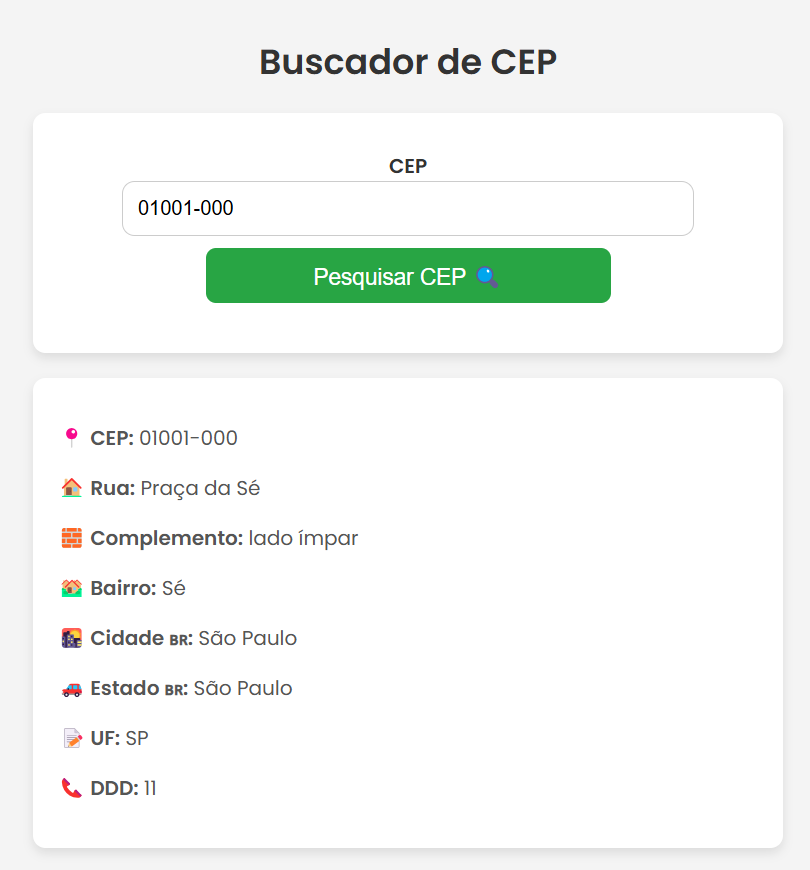 Buscador de CEP
CEP
01001-000
Pesquisar CEP 🔍
📍 CEP: 01001-000
🏠 Rua: Praça da Sé
🧱 Complemento: lado ímpar
🏘️ Bairro: Sé
🌆 Cidade BR: São Paulo
🚗 Estado BR: São Paulo
📝 UF: SP
📞 DDD: 11